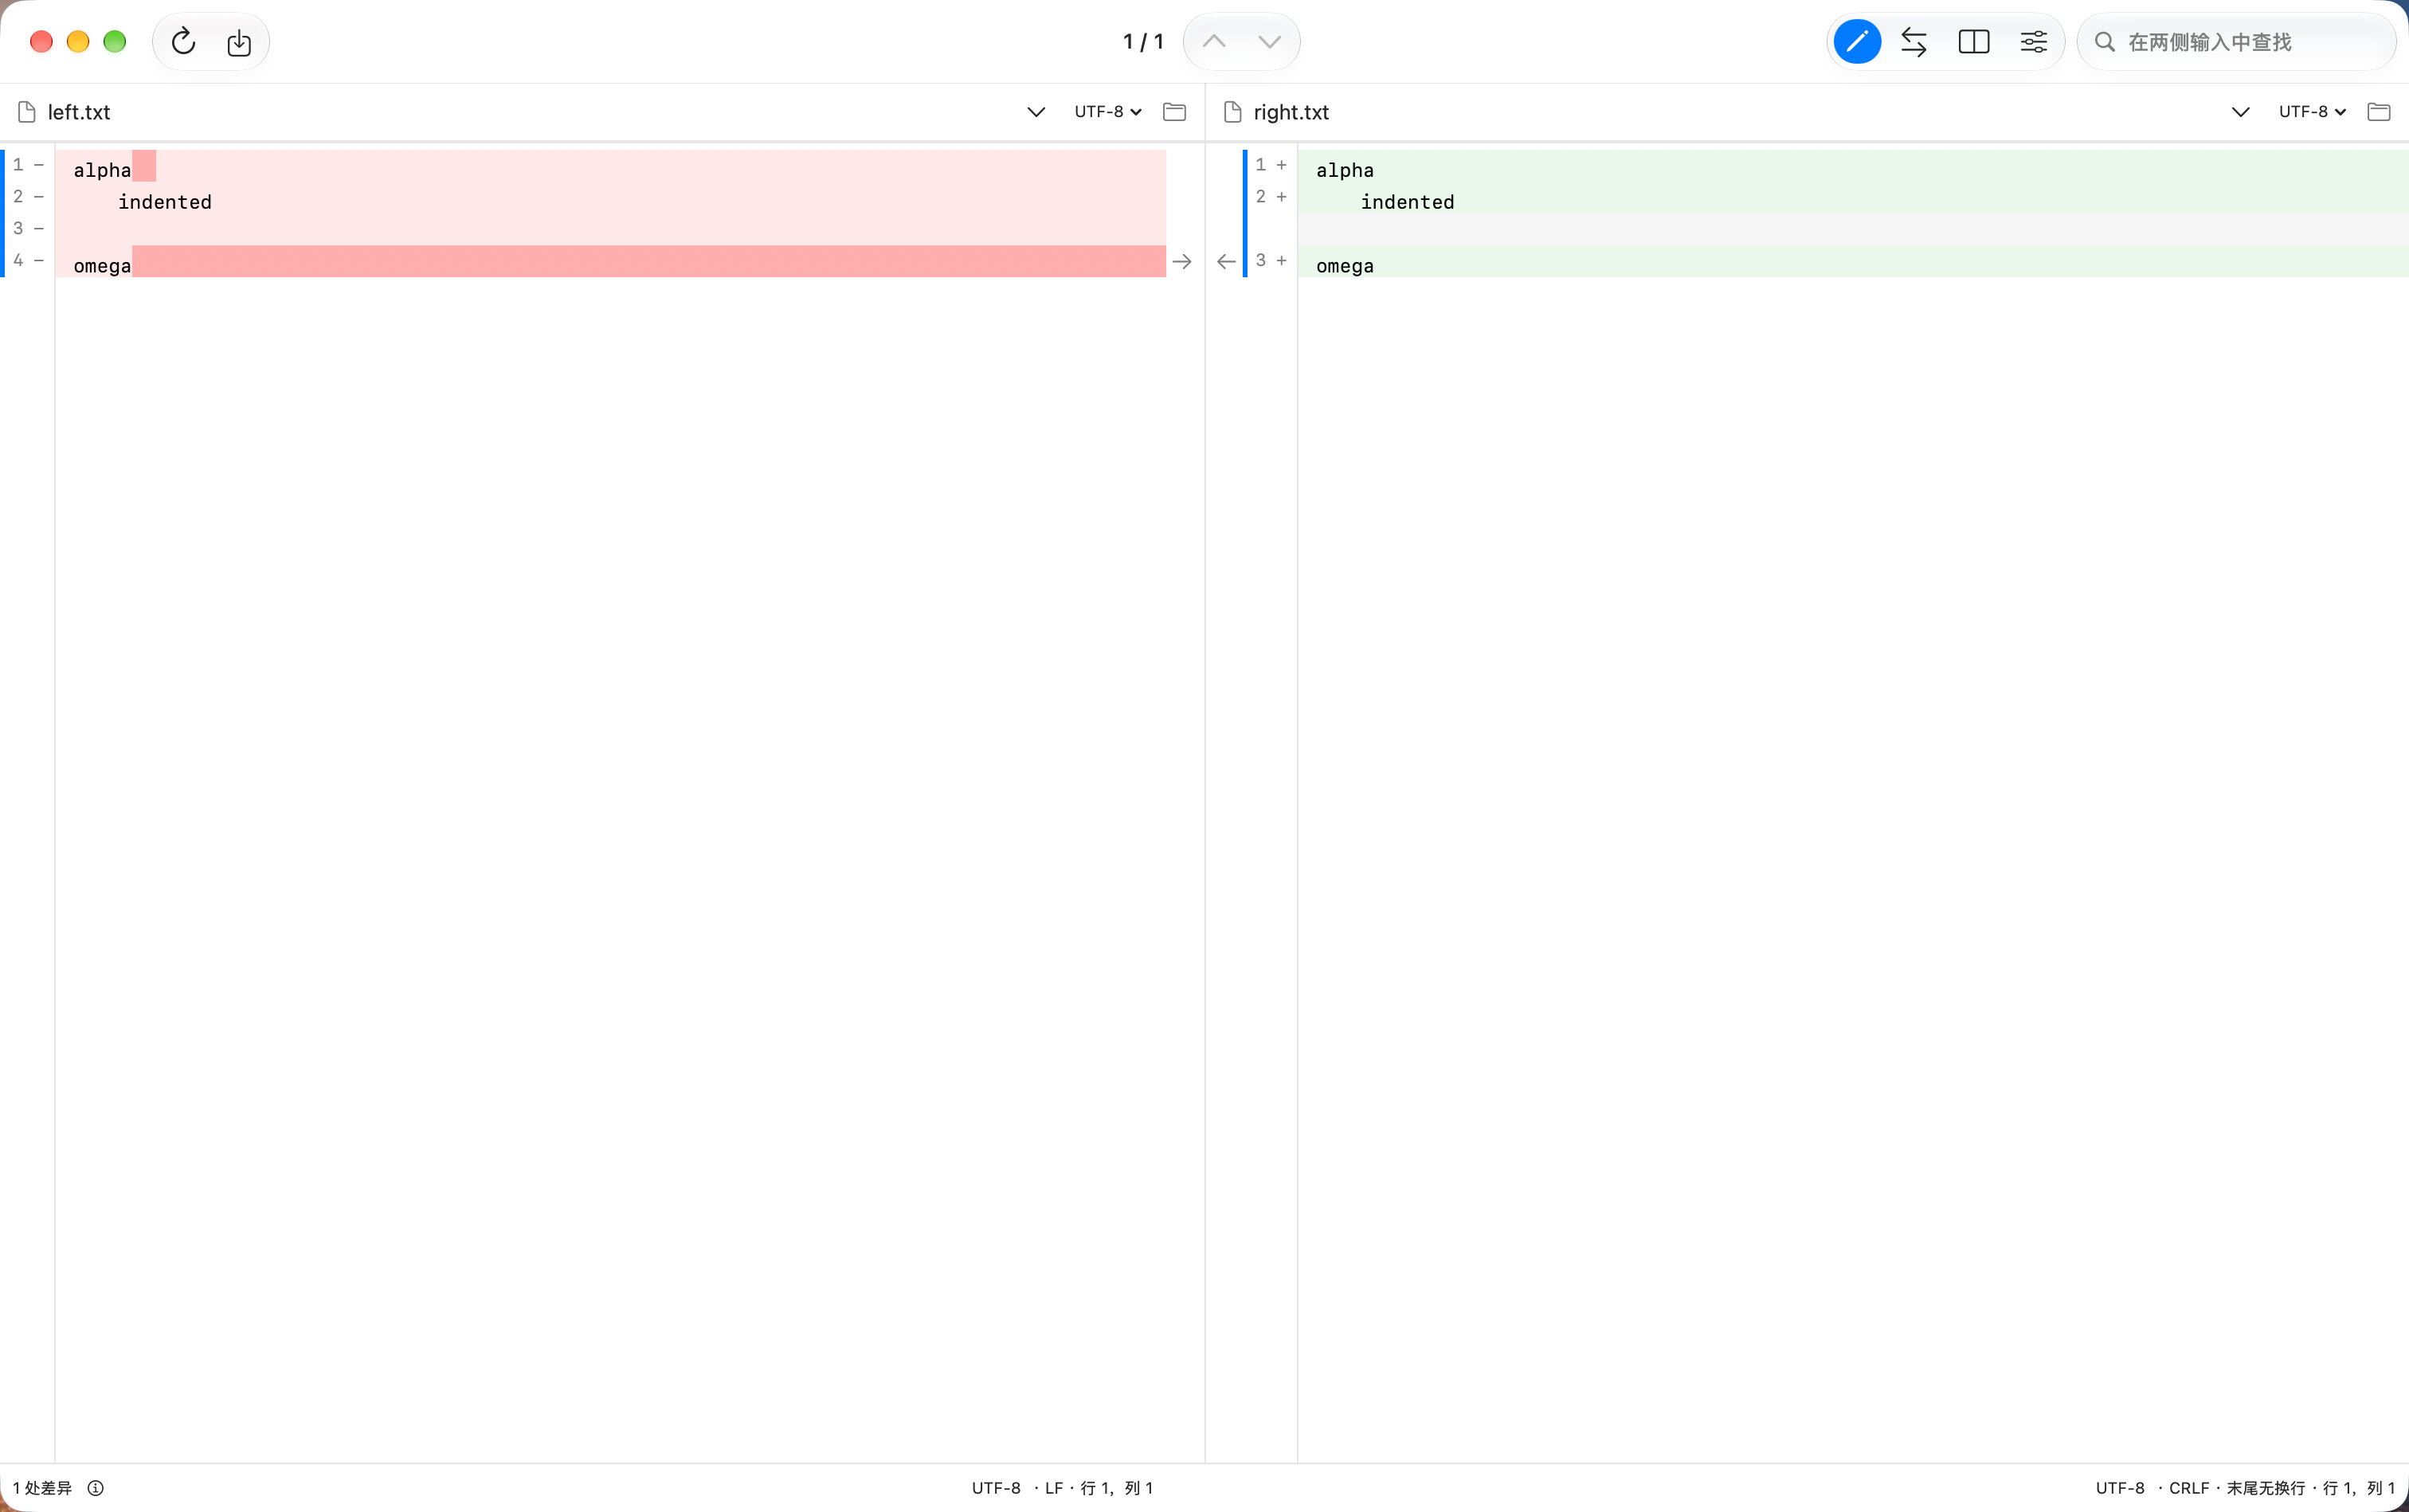 1 / 1
在两侧输入中查找
left.txt
UTF-8
right.txt
UTF-8
1 − alpha
2 −     indented
3 −
4 − omega
1 + alpha
2 +     indented
3 + omega
1 处差异
UTF-8 · LF · 行 1，列 1
UTF-8 · CRLF · 末尾无换行 · 行 1，列 1